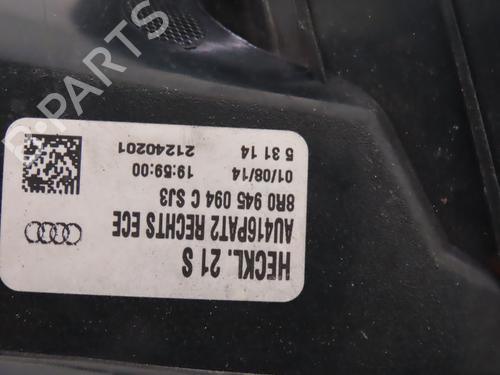 HECKL. 21 S
AU416PAT2 RECHTS ECE
8R0 945 094 C SJ3
01/08/14 19:59:00
5 31 14 21240201
B-PARTS